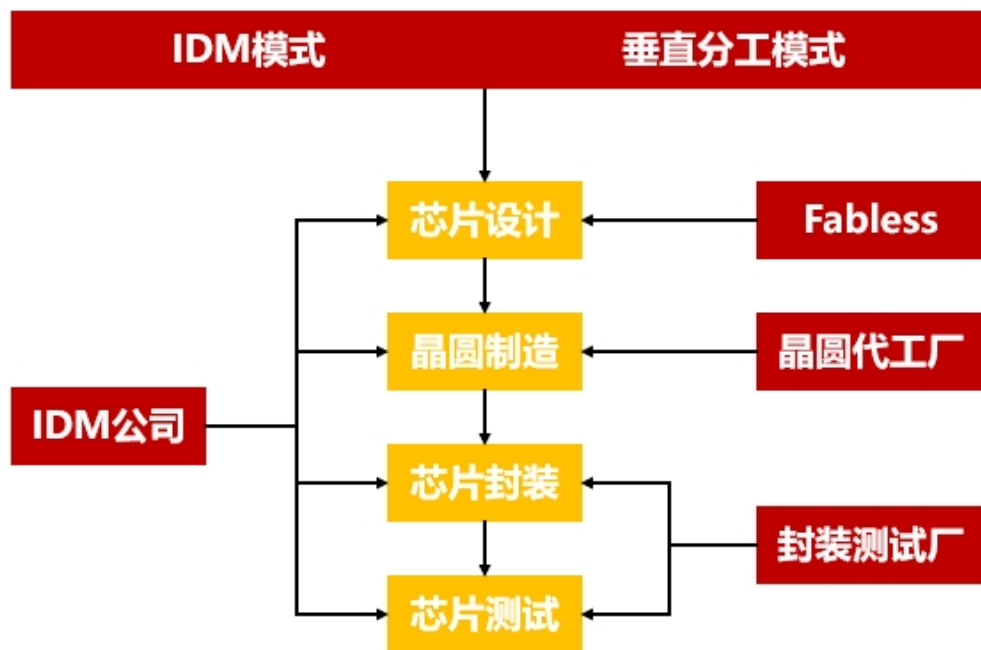 IDM模式
垂直分工模式
芯片设计
Fabless
晶圆制造
晶圆代工厂
IDM公司
芯片封装
封装测试厂
芯片测试